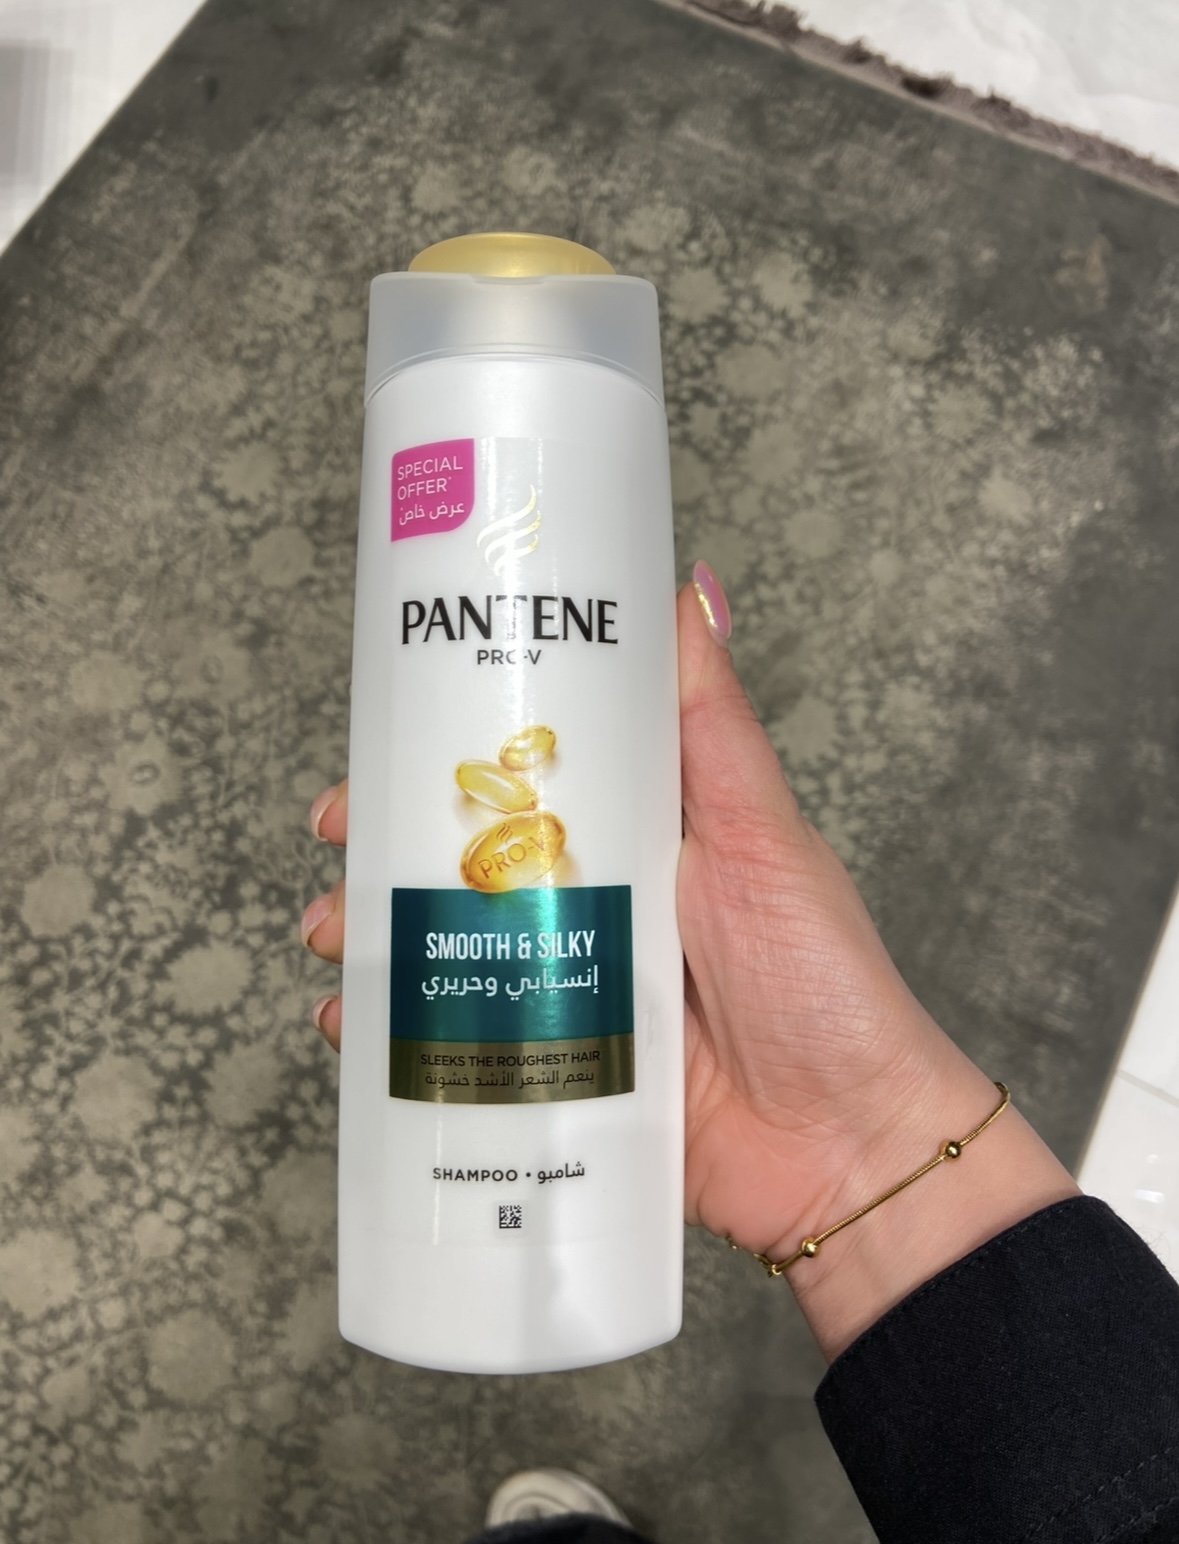 SPECIAL
OFFER*
عرض خاص*
PANTENE
PRO-V
PRO-V
SMOOTH & SILKY
إنسيابي وحريري
SLEEKS THE ROUGHEST HAIR
ينعم الشعر الأشد خشونة
SHAMPOO • شامبو